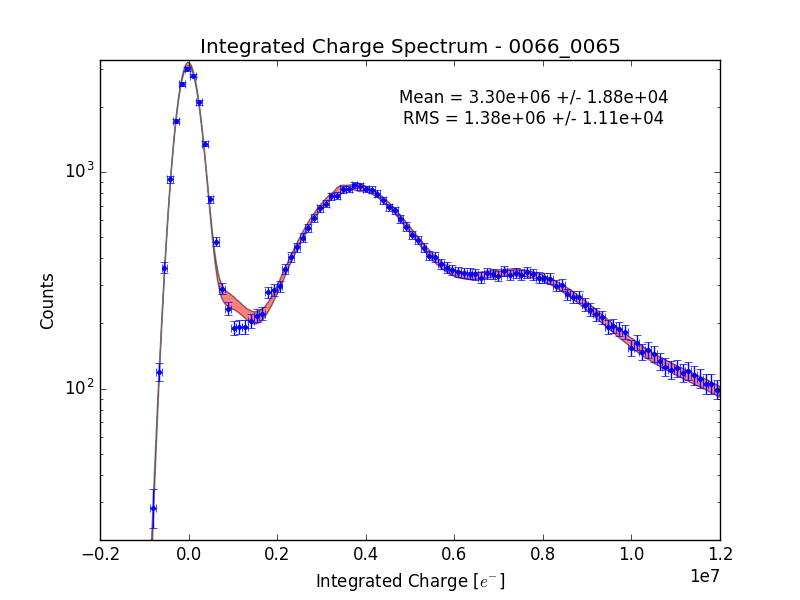 Integrated Charge Spectrum - 0066_0065
Mean = 3.30e+06 +/- 1.88e+04
RMS = 1.38e+06 +/- 1.11e+04
10³
10²
Counts
−0.2 0.0 0.2 0.4 0.6 0.8 1.0 1.2
1e7
Integrated Charge [e⁻]